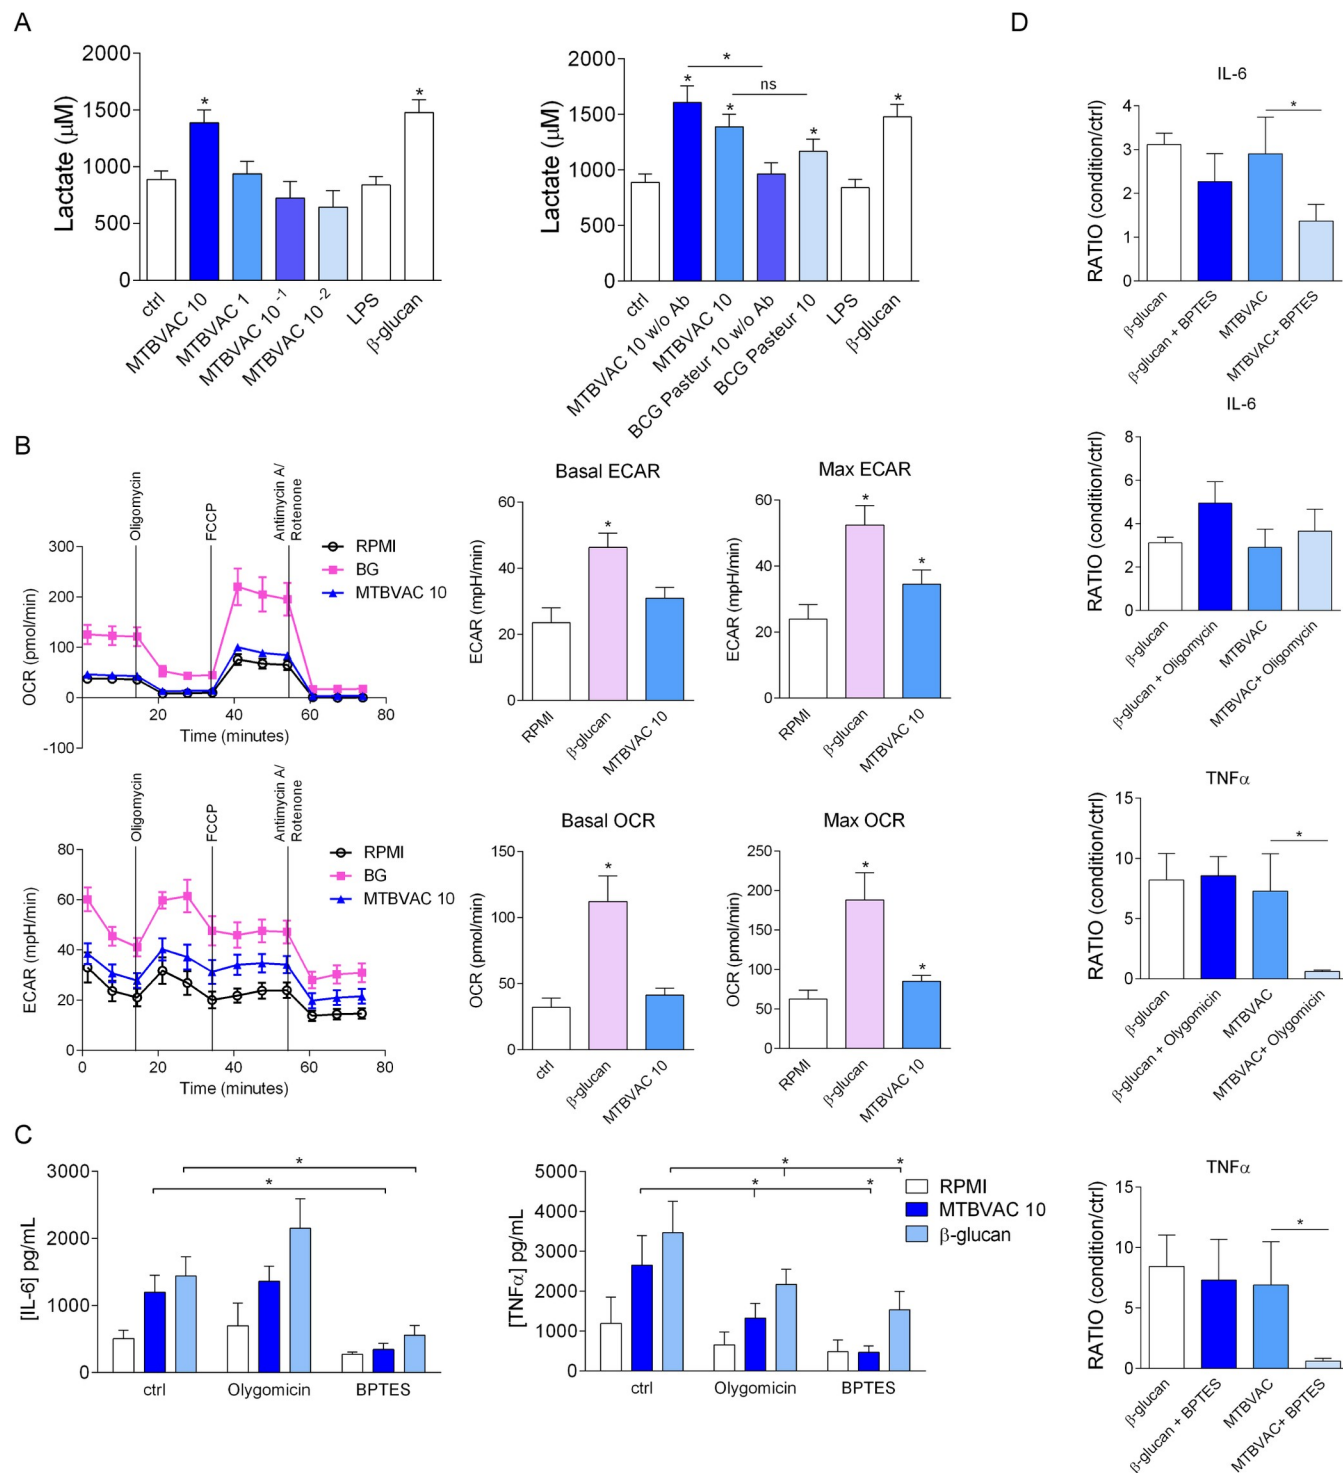 A
D
2000
1500
1000
500
0
Lactate (μM)
*
*
ctrl
MTBVAC 10
MTBVAC 1
MTBVAC 10⁻¹
MTBVAC 10⁻²
LPS
β-glucan
2000
1500
1000
500
0
Lactate (μM)
*
ns
*
*
*
*
ctrl
MTBVAC 10 w/o Ab
MTBVAC 10
BCG Pasteur 10 w/o Ab
BCG Pasteur 10
LPS
β-glucan
IL-6
4
3
2
1
0
RATIO (condition/ctrl)
*
β-glucan
β-glucan + BPTES
MTBVAC
MTBVAC+ BPTES
IL-6
8
6
4
2
0
RATIO (condition/ctrl)
β-glucan
β-glucan + Oligomycin
MTBVAC
MTBVAC+ Oligomycin
TNFα
15
10
5
0
RATIO (condition/ctrl)
*
β-glucan
β-glucan + Olygomicin
MTBVAC
MTBVAC+ Olygomicin
TNFα
15
10
5
0
RATIO (condition/ctrl)
*
β-glucan
β-glucan + BPTES
MTBVAC
MTBVAC+ BPTES
B
Oligomycin
FCCP
Antimycin A/
Rotenone
300
200
100
0
-100
OCR (pmol/min)
20
40
60
80
Time (minutes)
RPMI
BG
MTBVAC 10
Basal ECAR
60
40
20
0
ECAR (mpH/min)
*
RPMI
β-glucan
MTBVAC 10
Max ECAR
60
40
20
0
ECAR (mpH/min)
*
*
RPMI
β-glucan
MTBVAC 10
Oligomycin
FCCP
Antimycin A/
Rotenone
80
60
40
20
0
ECAR (mpH/min)
0
20
40
60
80
Time (minutes)
RPMI
BG
MTBVAC 10
Basal OCR
150
100
50
0
OCR (pmol/min)
*
ctrl
β-glucan
MTBVAC 10
Max OCR
250
200
150
100
50
0
OCR (pmol/min)
*
*
RPMI
β-glucan
MTBVAC 10
C
3000
2000
1000
0
[IL-6] pg/mL
*
*
ctrl
Olygomicin
BPTES
5000
4000
3000
2000
1000
0
[TNFα] pg/mL
*
*
*
*
ctrl
Olygomicin
BPTES
RPMI
MTBVAC 10
β-glucan